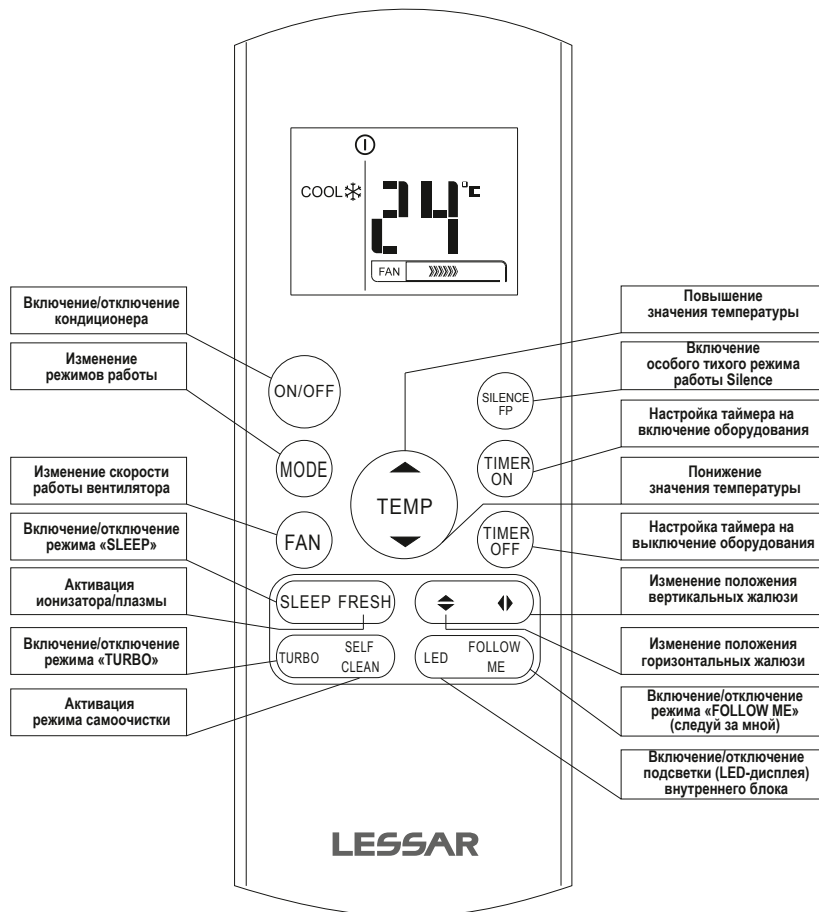 COOL
24°C
FAN
Включение/отключение
кондиционера
Изменение
режимов работы
Изменение скорости
работы вентилятора
Включение/отключение
режима «SLEEP»
Активация
ионизатора/плазмы
Включение/отключение
режима «TURBO»
Активация
режима самоочистки
ON/OFF
MODE
FAN
TEMP
SILENCE
FP
TIMER
ON
TIMER
OFF
SLEEP FRESH
TURBO
SELF
CLEAN
LED
FOLLOW
ME
Повышение
значения температуры
Включение
особого тихого режима
работы Silence
Настройка таймера на
включение оборудования
Понижение
значения температуры
Настройка таймера на
выключение оборудования
Изменение положения
вертикальных жалюзи
Изменение положения
горизонтальных жалюзи
Включение/отключение
режима «FOLLOW ME»
(следуй за мной)
Включение/отключение
подсветки (LED-дисплея)
внутреннего блока
LESSAR